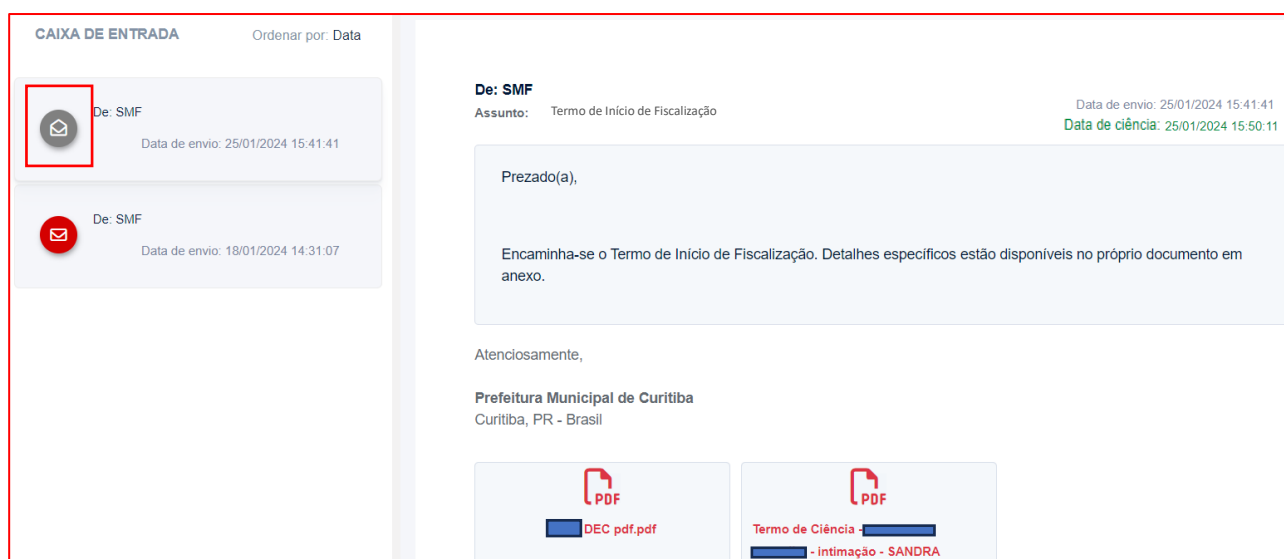 CAIXA DE ENTRADA
Ordenar por: Data
De: SMF
Data de envio: 25/01/2024 15:41:41
De: SMF
Data de envio: 18/01/2024 14:31:07
De: SMF
Assunto: Termo de Início de Fiscalização
Data de envio: 25/01/2024 15:41:41
Data de ciência: 25/01/2024 15:50:11
Prezado(a),
Encaminha-se o Termo de Início de Fiscalização. Detalhes específicos estão disponíveis no próprio documento em
anexo.
Atenciosamente,
Prefeitura Municipal de Curitiba
Curitiba, PR - Brasil
PDF
DEC pdf.pdf
PDF
Termo de Ciência -
- intimação - SANDRA